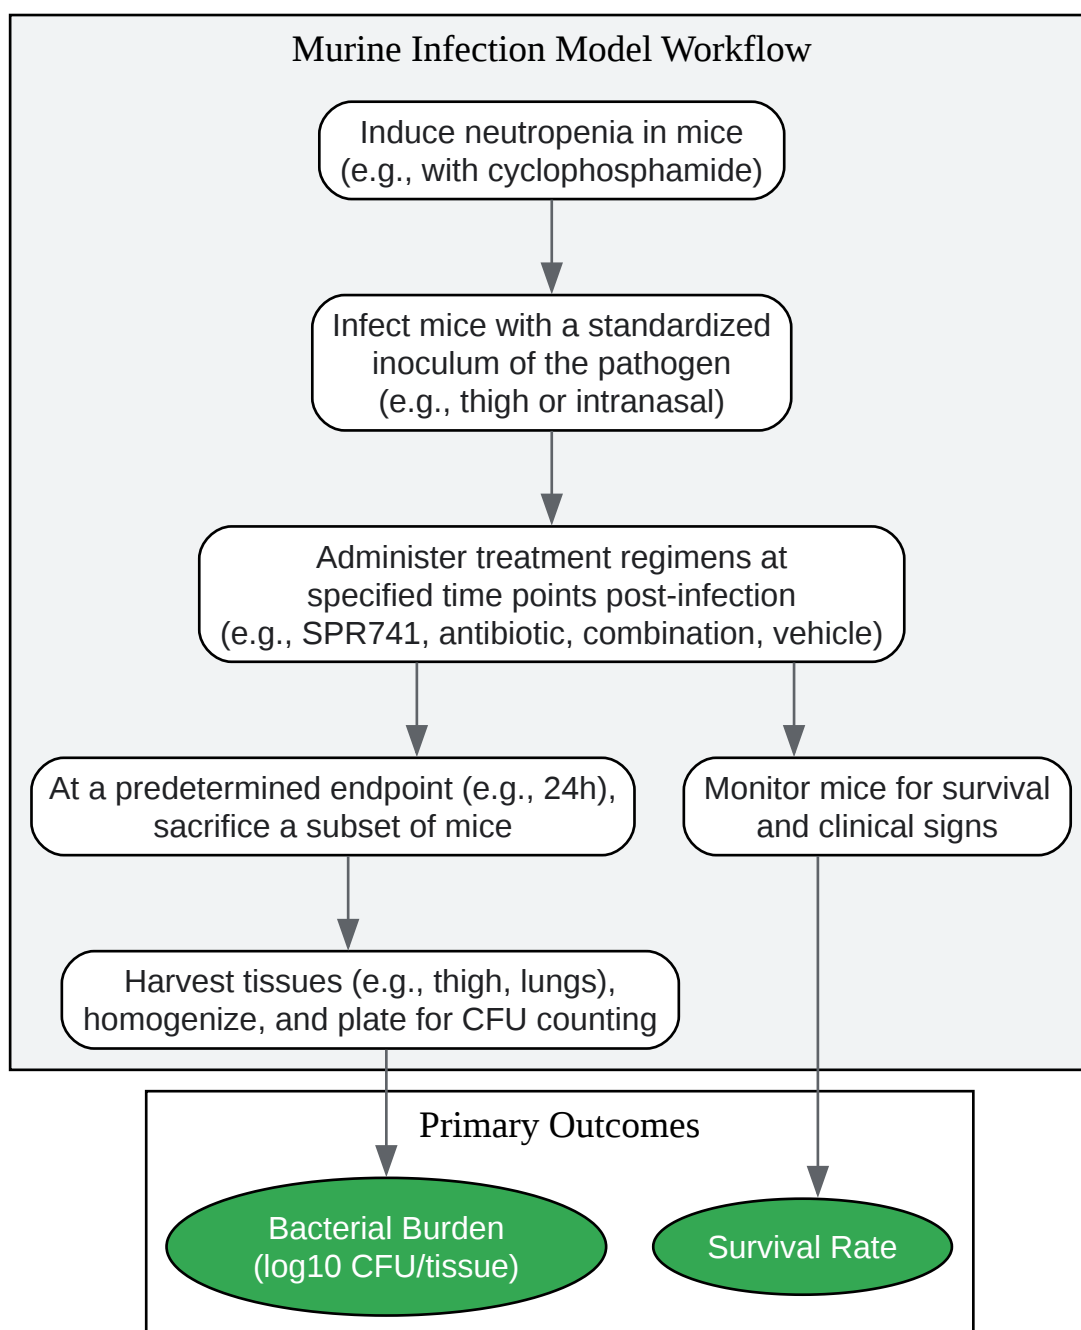 Murine Infection Model Workflow
Induce neutropenia in mice
(e.g., with cyclophosphamide)
Infect mice with a standardized
inoculum of the pathogen
(e.g., thigh or intranasal)
Administer treatment regimens at
specified time points post-infection
(e.g., SPR741, antibiotic, combination, vehicle)
At a predetermined endpoint (e.g., 24h),
sacrifice a subset of mice
Monitor mice for survival
and clinical signs
Harvest tissues (e.g., thigh, lungs),
homogenize, and plate for CFU counting
Primary Outcomes
Bacterial Burden
(log10 CFU/tissue)
Survival Rate